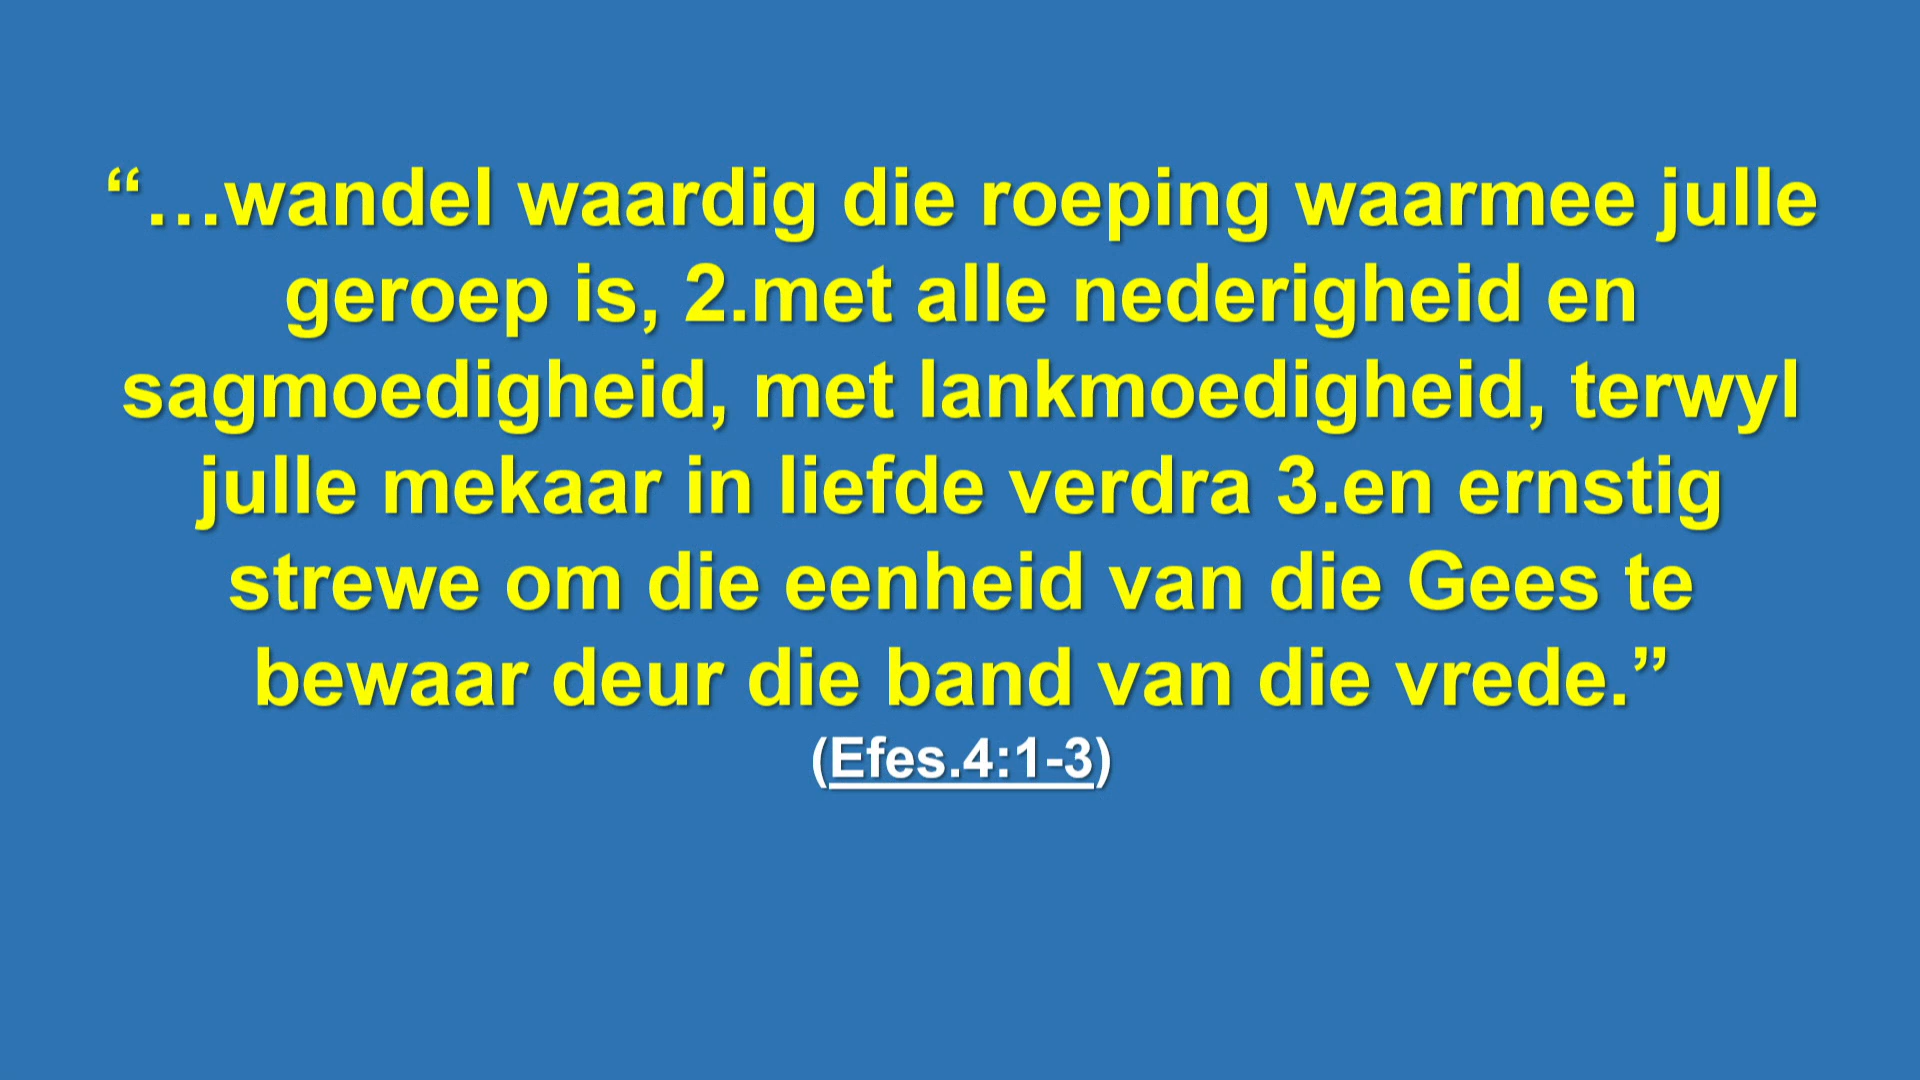 “…wandel waardig die roeping waarmee julle
geroep is, 2.met alle nederigheid en
sagmoedigheid, met lankmoedigheid, terwyl
julle mekaar in liefde verdra 3.en ernstig
strewe om die eenheid van die Gees te
bewaar deur die band van die vrede.”
(Efes.4:1-3)